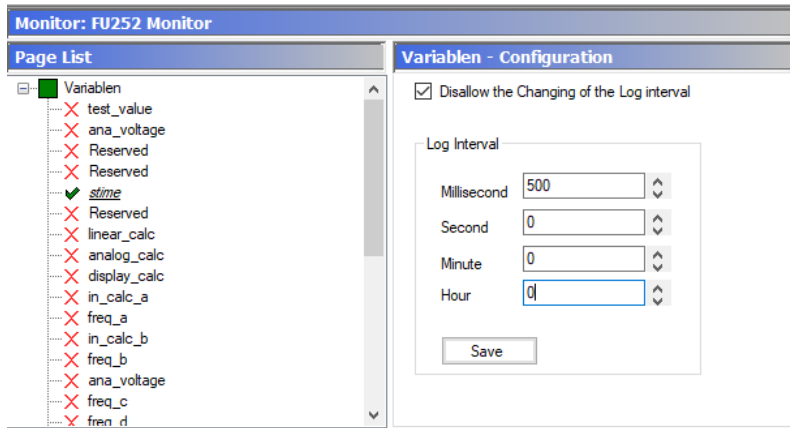 Monitor: FU252 Monitor
Page List
Variablen
test_value
ana_voltage
Reserved
Reserved
stime
Reserved
linear_calc
analog_calc
display_calc
in_calc_a
freq_a
in_calc_b
freq_b
ana_voltage
freq_c
freq_d
Variablen - Configuration
Disallow the Changing of the Log interval
Log Interval
Millisecond 500
Second 0
Minute 0
Hour 0
Save